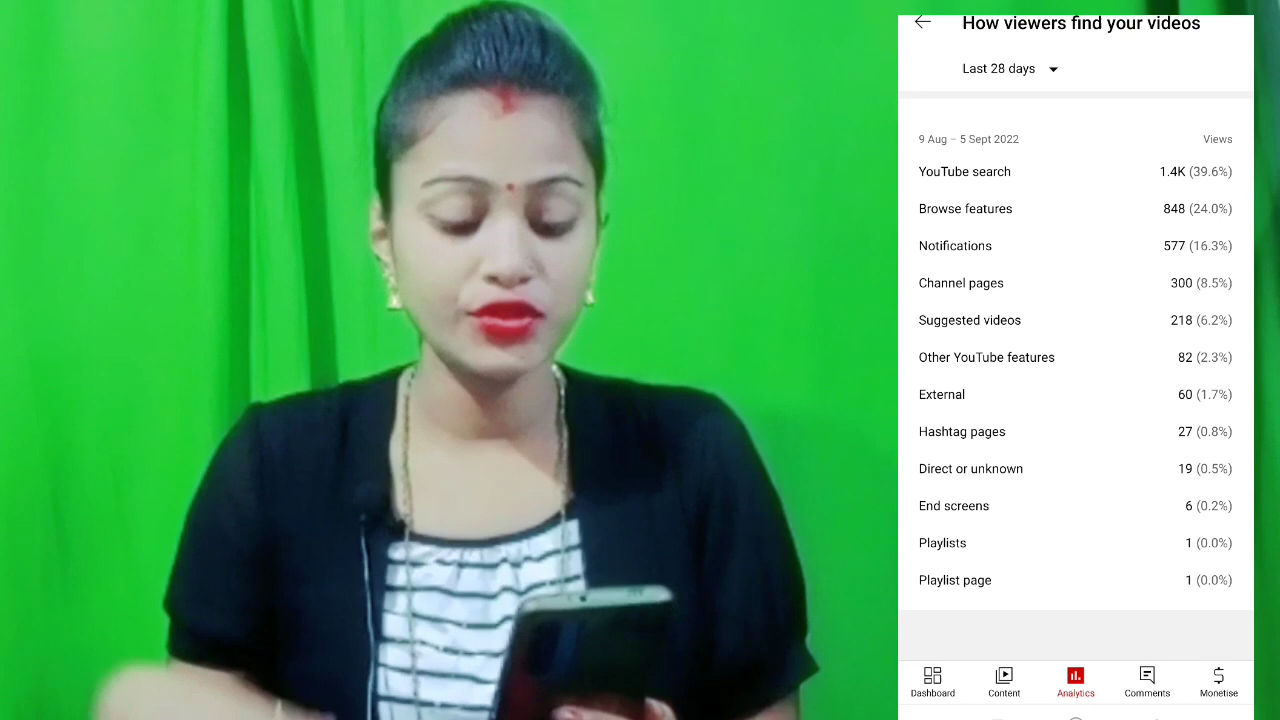 How viewers find your videos
Last 28 days
9 Aug – 5 Sept 2022 Views
YouTube search 1.4K (39.6%)
Browse features 848 (24.0%)
Notifications 577 (16.3%)
Channel pages 300 (8.5%)
Suggested videos 218 (6.2%)
Other YouTube features 82 (2.3%)
External 60 (1.7%)
Hashtag pages 27 (0.8%)
Direct or unknown 19 (0.5%)
End screens 6 (0.2%)
Playlists 1 (0.0%)
Playlist page 1 (0.0%)
Dashboard Content Analytics Comments Monetise